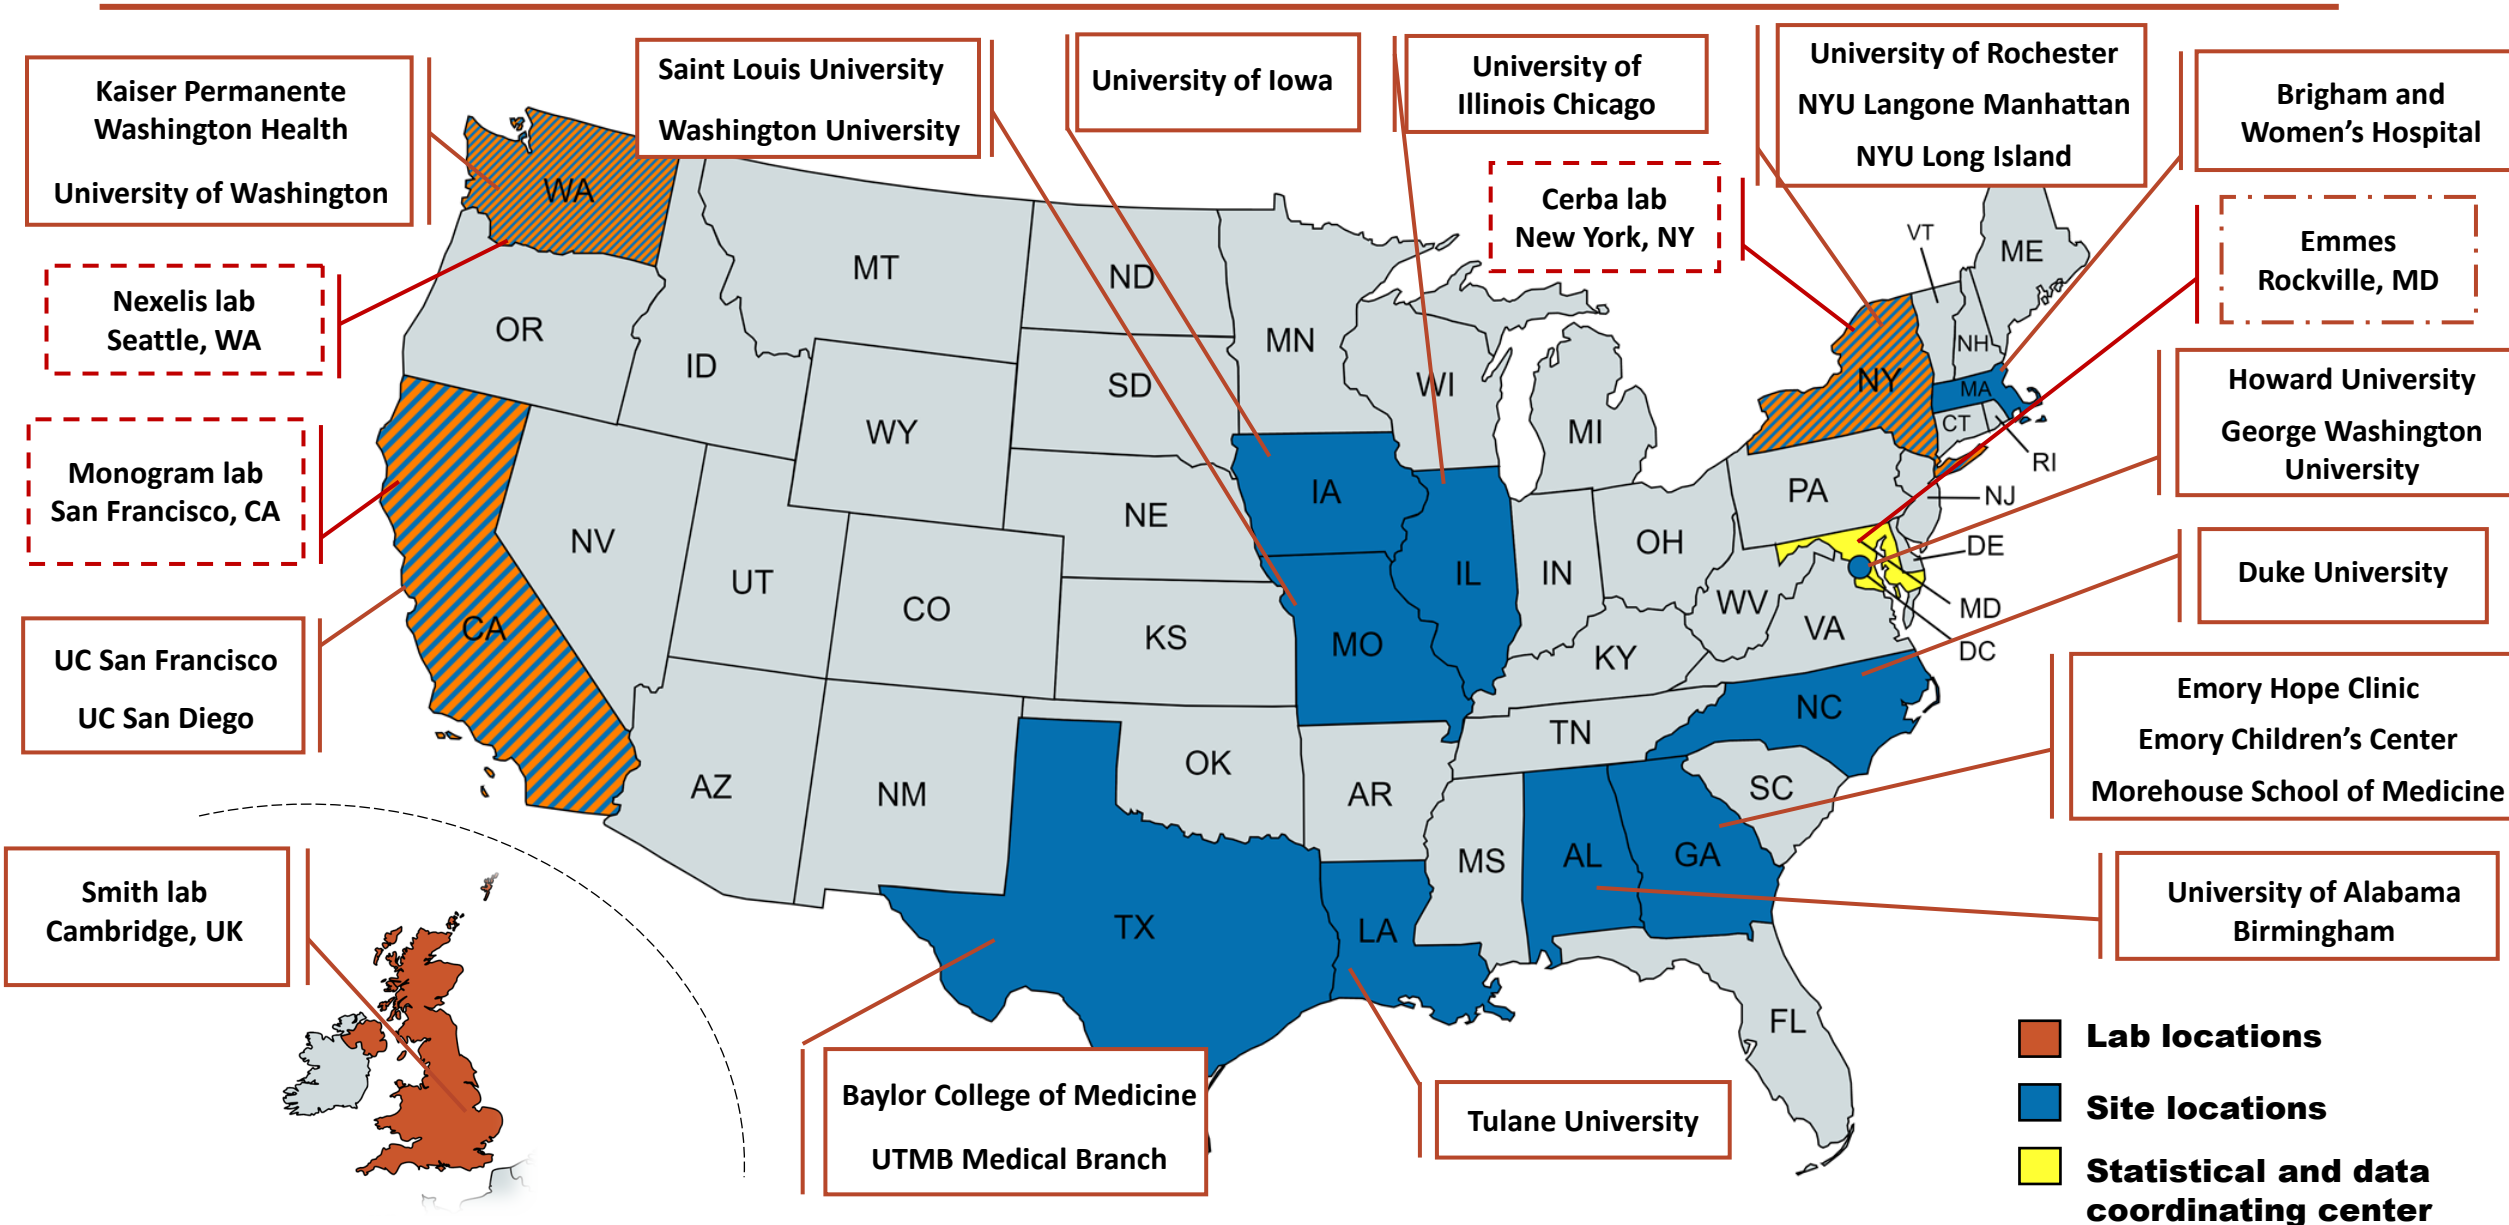 Kaiser Permanente
Washington Health
University of Washington
Saint Louis University
Washington University
University of Iowa
University of
Illinois Chicago
University of Rochester
NYU Langone Manhattan
NYU Long Island
Brigham and
Women’s Hospital
Cerba lab
New York, NY
Emmes
Rockville, MD
Nexelis lab
Seattle, WA
Monogram lab
San Francisco, CA
UC San Francisco
UC San Diego
Howard University
George Washington
University
Duke University
Emory Hope Clinic
Emory Children’s Center
Morehouse School of Medicine
University of Alabama
Birmingham
Smith lab
Cambridge, UK
Baylor College of Medicine
UTMB Medical Branch
Tulane University
WA
OR
ID
MT
ND
SD
MN
WI
MI
WY
NE
IA
IL
IN
OH
PA
NY
VT
ME
NH
MA
CT
RI
NJ
DE
MD
DC
NV
UT
CO
KS
MO
KY
WV
VA
CA
AZ
NM
OK
AR
TN
NC
SC
TX
LA
MS
AL
GA
FL
Lab locations
Site locations
Statistical and data
coordinating center